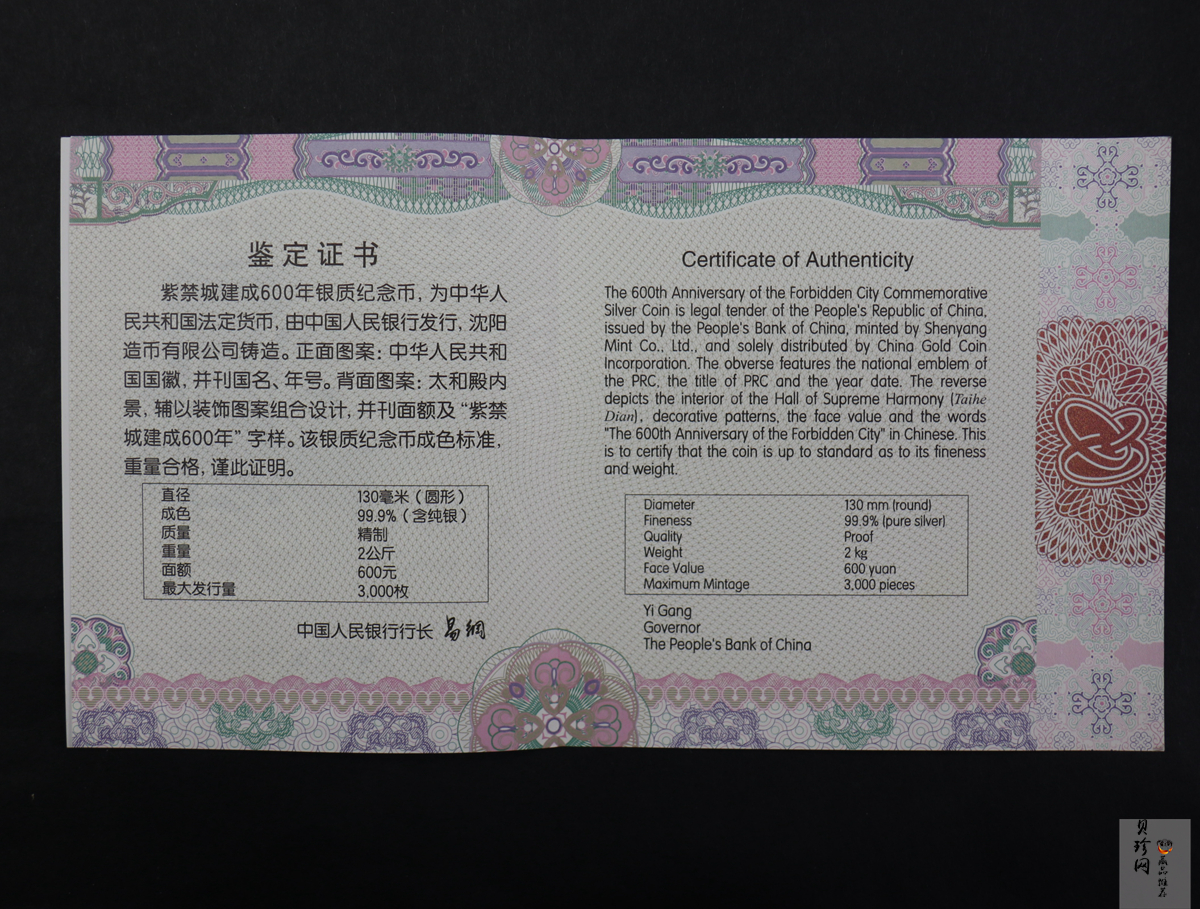 鉴定证书
紫禁城建成600年银质纪念币，为中华人
民共和国法定货币，由中国人民银行发行，沈阳
造币有限公司铸造。正面图案：中华人民共和
国国徽，并刊国名、年号。背面图案：太和殿内
景，辅以装饰图案组合设计，并刊面额及“紫禁
城建成600年”字样。该银质纪念币成色标准，
重量合格，谨此证明。
直径 130毫米（圆形）
成色 99.9%（含纯银）
质量 精制
重量 2公斤
面额 600元
最大发行量 3,000枚
中国人民银行行长 易纲
Certificate of Authenticity
The 600th Anniversary of the Forbidden City Commemorative
Silver Coin is legal tender of the People's Republic of China,
issued by the People's Bank of China, minted by Shenyang
Mint Co., Ltd., and solely distributed by China Gold Coin
Incorporation. The obverse features the national emblem of
the PRC, the title of PRC and the year date. The reverse
depicts the interior of the Hall of Supreme Harmony (Taihe
Dian), decorative patterns, the face value and the words
"The 600th Anniversary of the Forbidden City" in Chinese. This
is to certify that the coin is up to standard as to its fineness
and weight.
Diameter 130 mm (round)
Fineness 99.9% (pure silver)
Quality Proof
Weight 2 kg
Face Value 600 yuan
Maximum Mintage 3,000 pieces
Yi Gang
Governor
The People's Bank of China
贝珍网
藏品推荐